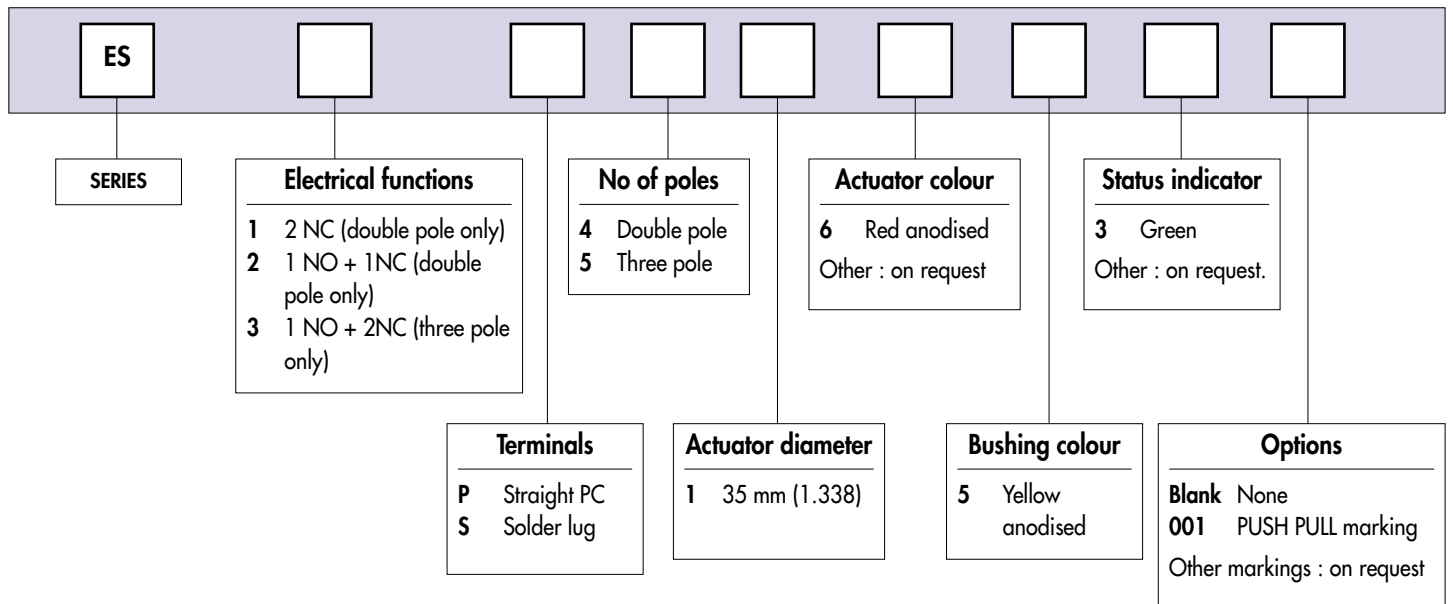 ES
SERIES
Electrical functions
1 2 NC (double pole only)
2 1 NO + 1NC (double
pole only)
3 1 NO + 2NC (three pole
only)
No of poles
4 Double pole
5 Three pole
Actuator colour
6 Red anodised
Other : on request
Status indicator
3 Green
Other : on request.
Terminals
P Straight PC
S Solder lug
Actuator diameter
1 35 mm (1.338)
Bushing colour
5 Yellow
anodised
Options
Blank None
001 PUSH PULL marking
Other markings : on request